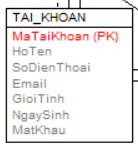 TAI_KHOAN
MaTaiKhoan (PK)
HoTen
SoDienThoai
Email
GioiTinh
NgaySinh
MatKhau